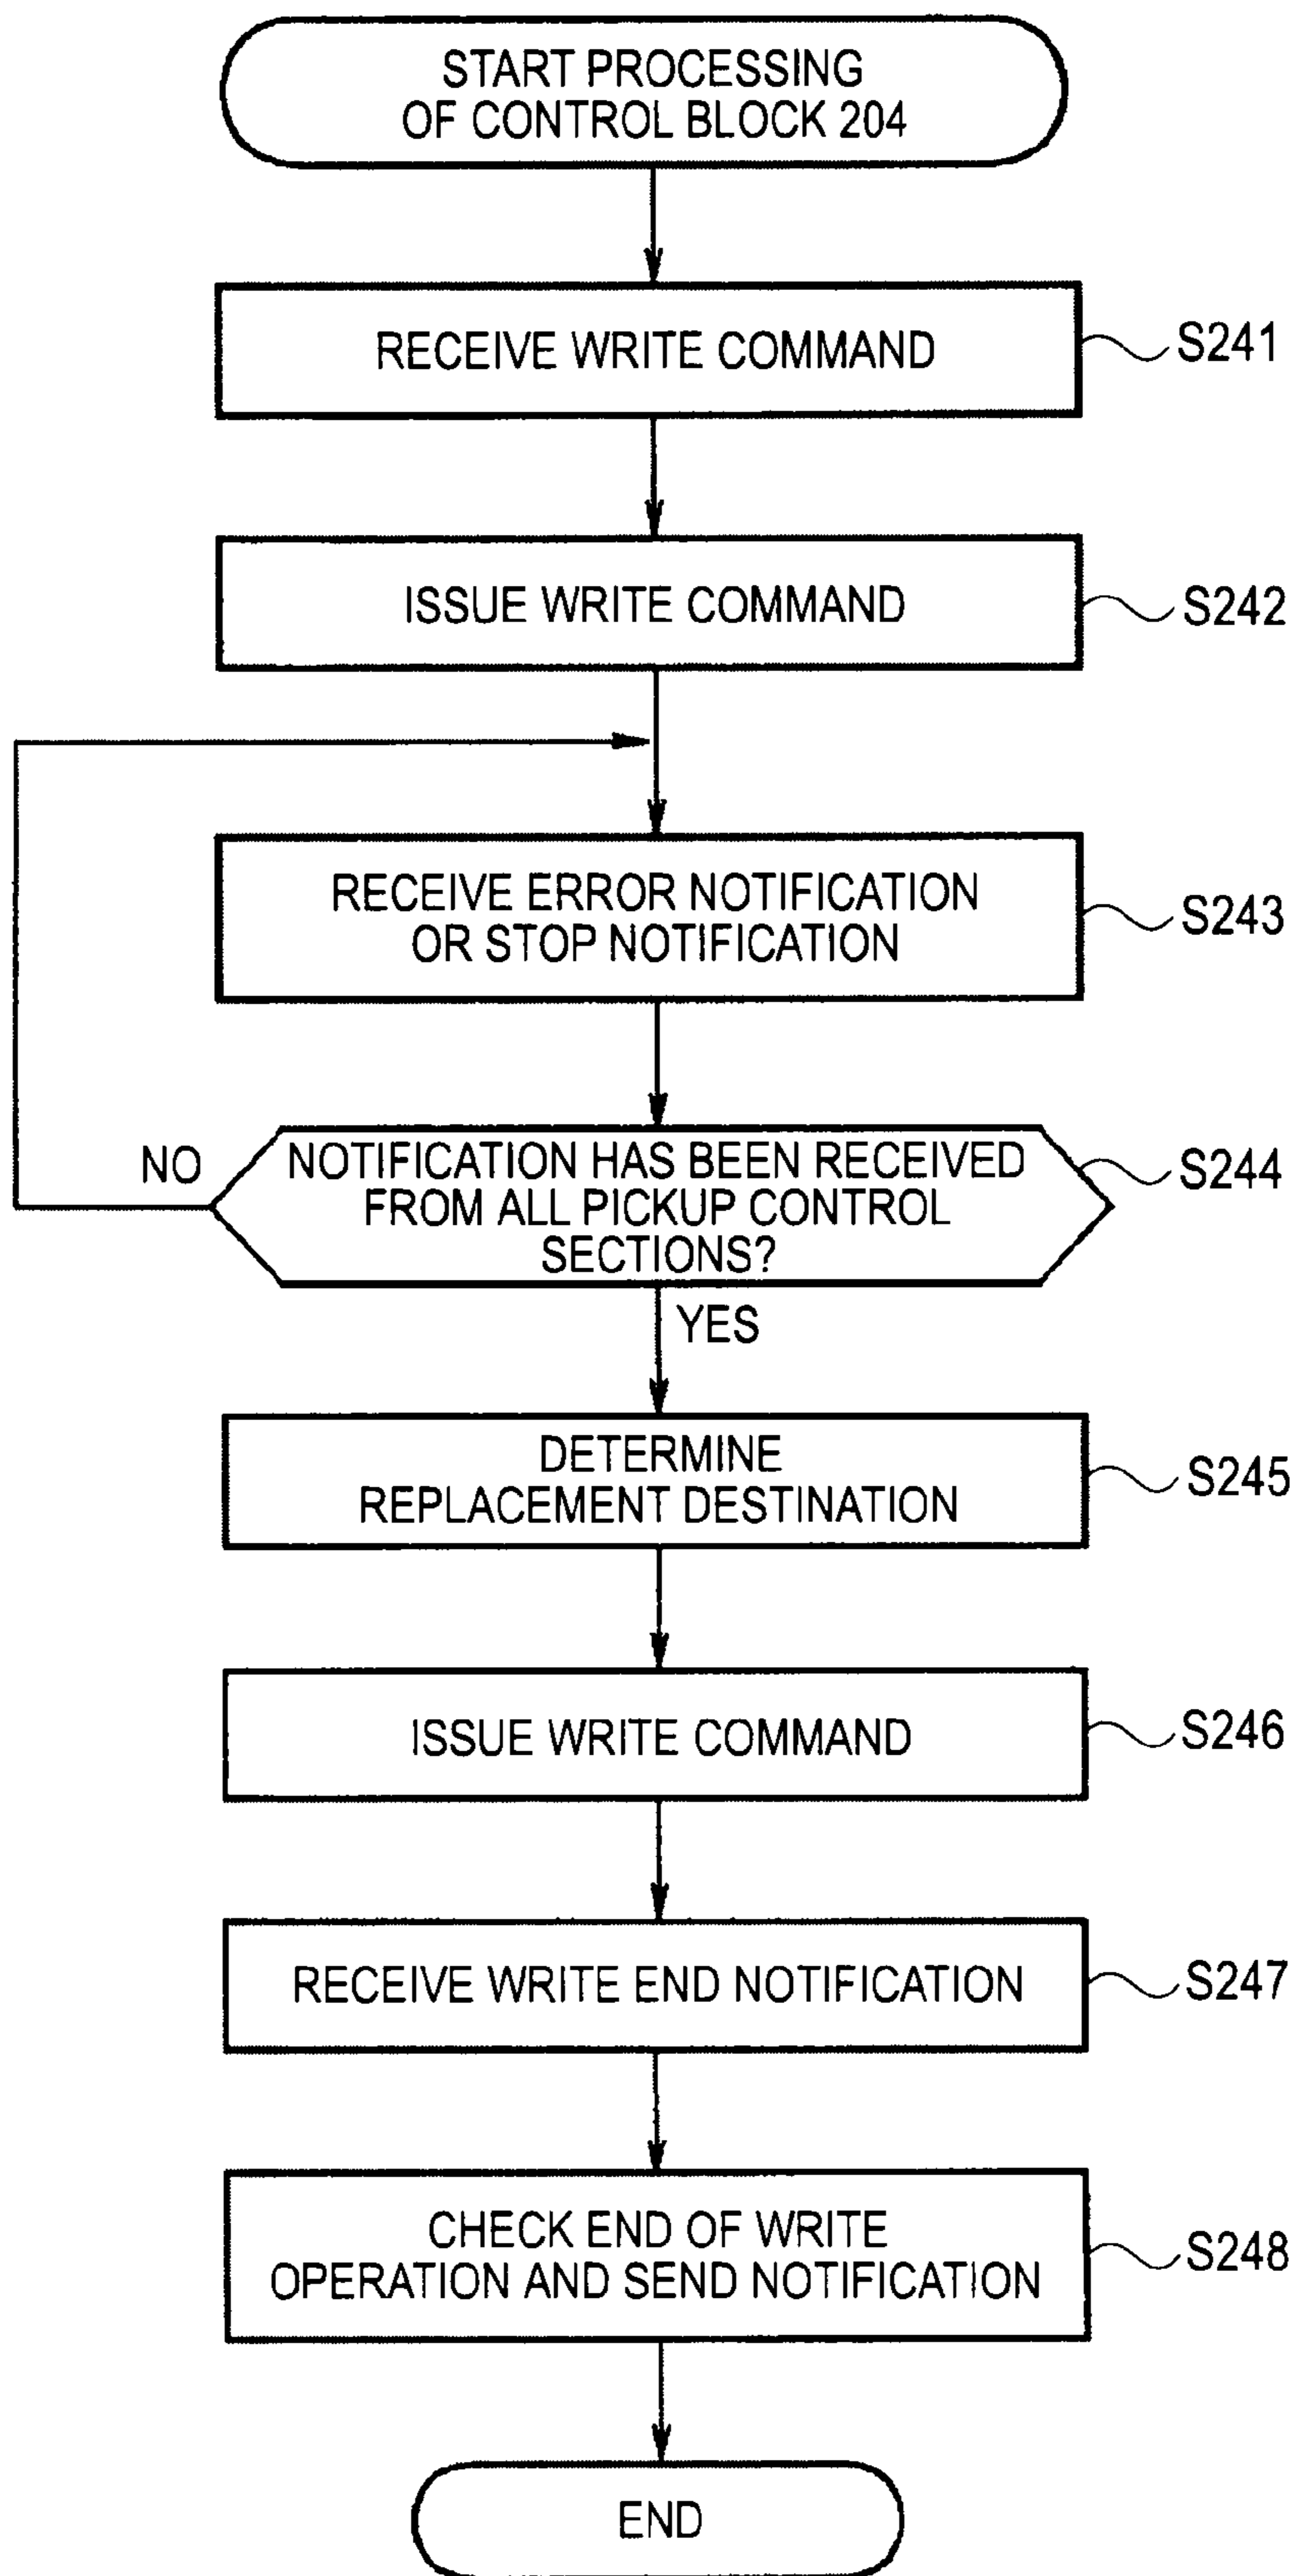 START PROCESSING
OF CONTROL BLOCK 204
RECEIVE WRITE COMMAND
S241
ISSUE WRITE COMMAND
S242
RECEIVE ERROR NOTIFICATION
OR STOP NOTIFICATION
S243
NO
NOTIFICATION HAS BEEN RECEIVED
FROM ALL PICKUP CONTROL
SECTIONS?
S244
YES
DETERMINE
REPLACEMENT DESTINATION
S245
ISSUE WRITE COMMAND
S246
RECEIVE WRITE END NOTIFICATION
S247
CHECK END OF WRITE
OPERATION AND SEND NOTIFICATION
S248
END